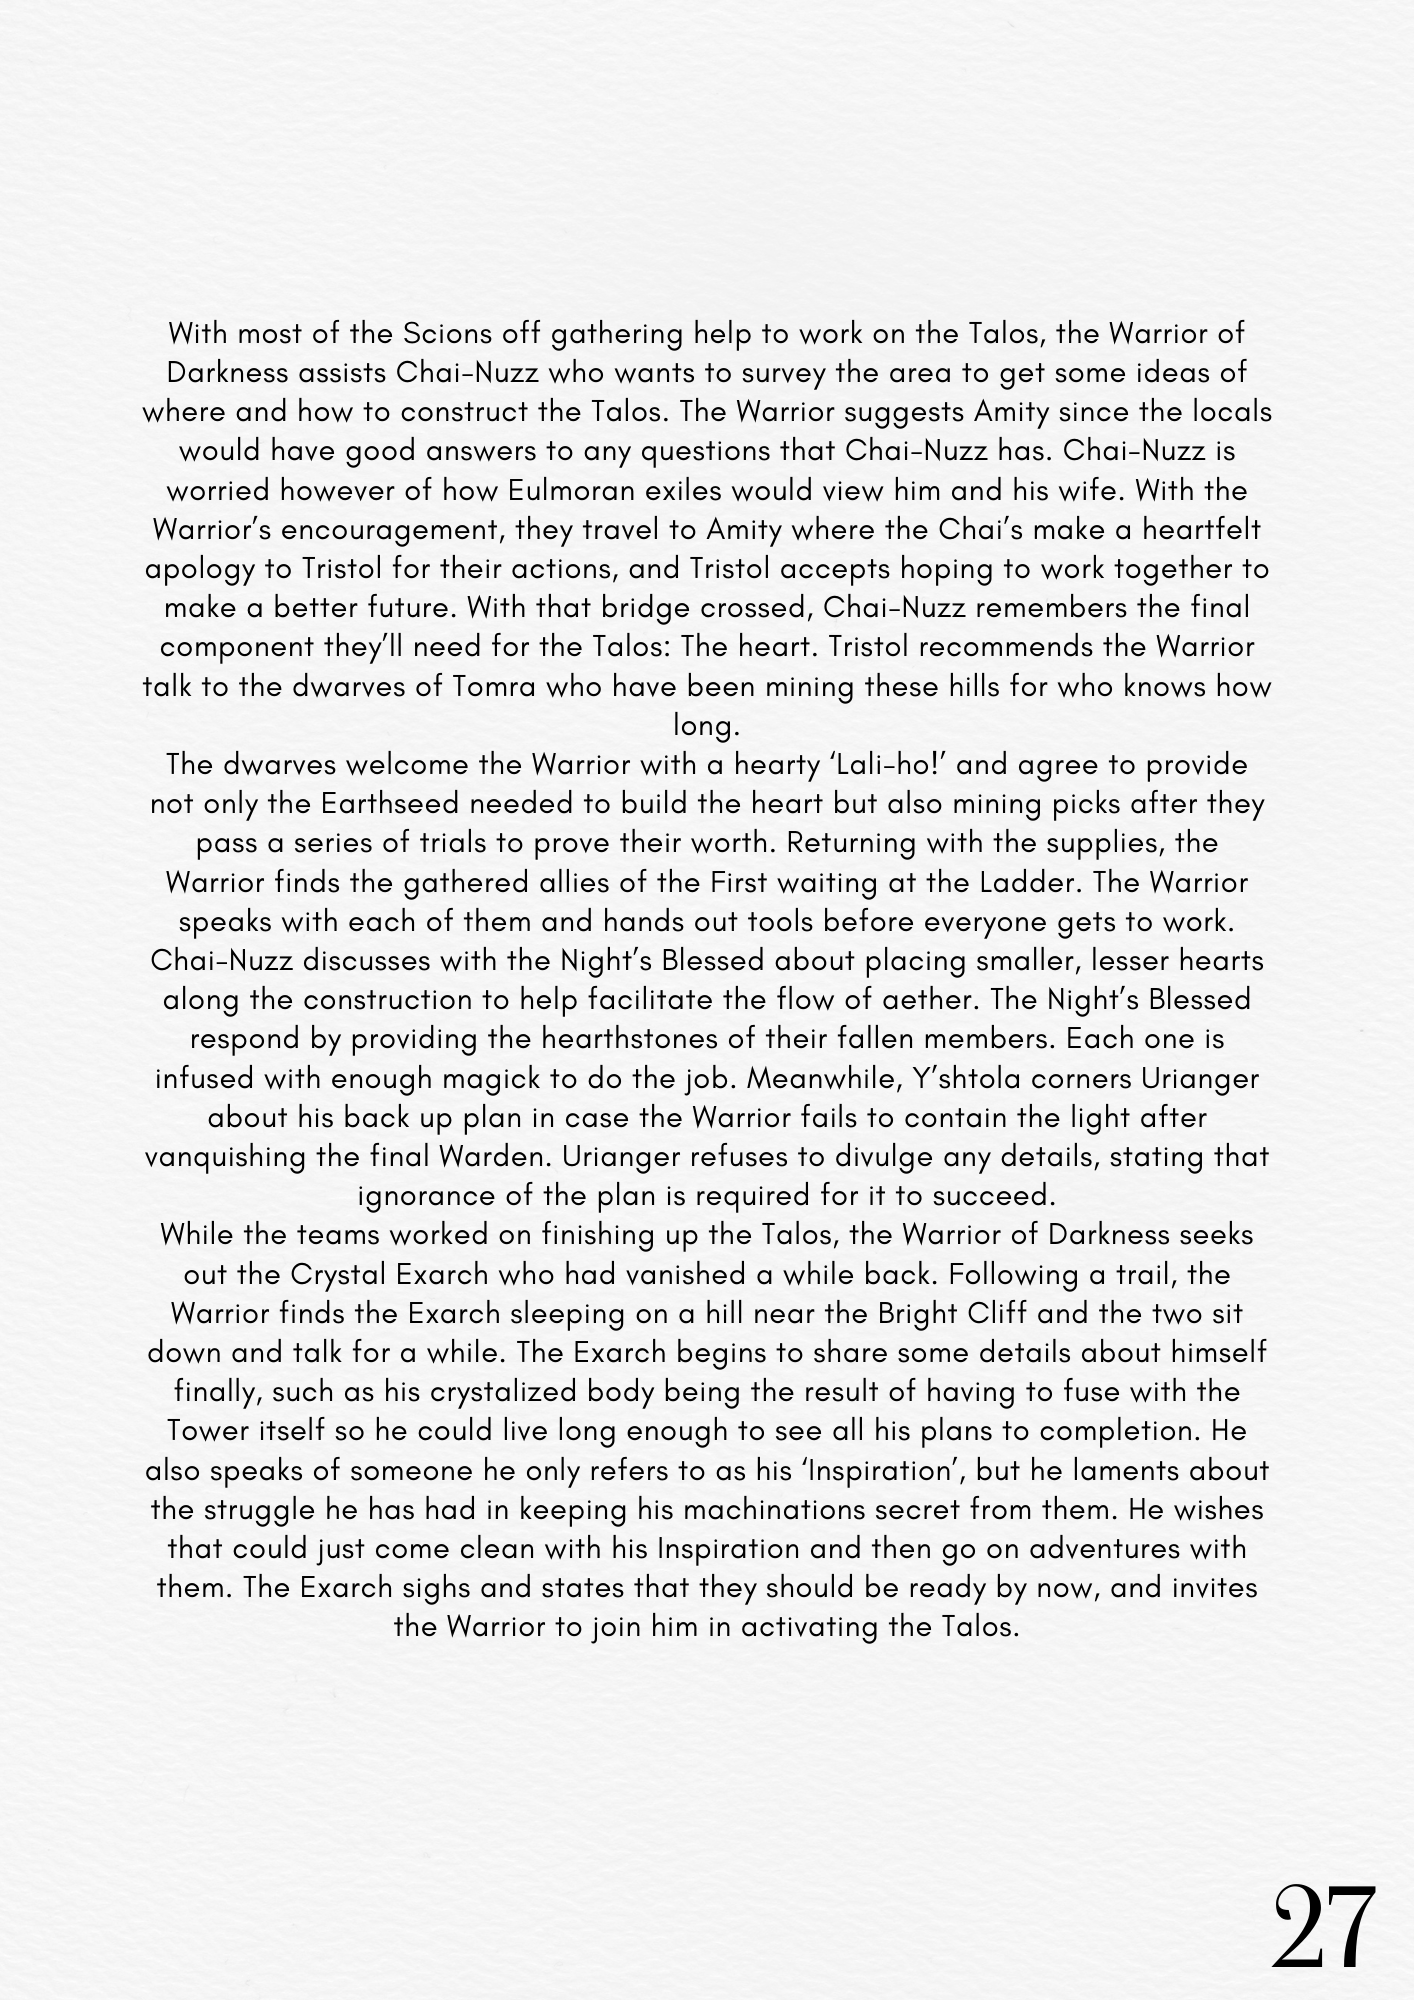 With most of the Scions off gathering help to work on the Talos, the Warrior of
Darkness assists Chai-Nuzz who wants to survey the area to get some ideas of
where and how to construct the Talos. The Warrior suggests Amity since the locals
would have good answers to any questions that Chai-Nuzz has. Chai-Nuzz is
worried however of how Eulmoran exiles would view him and his wife. With the
Warrior’s encouragement, they travel to Amity where the Chai’s make a heartfelt
apology to Tristol for their actions, and Tristol accepts hoping to work together to
make a better future. With that bridge crossed, Chai-Nuzz remembers the final
component they’ll need for the Talos: The heart. Tristol recommends the Warrior
talk to the dwarves of Tomra who have been mining these hills for who knows how
long.
The dwarves welcome the Warrior with a hearty ‘Lali-ho!’ and agree to provide
not only the Earthseed needed to build the heart but also mining picks after they
pass a series of trials to prove their worth. Returning with the supplies, the
Warrior finds the gathered allies of the First waiting at the Ladder. The Warrior
speaks with each of them and hands out tools before everyone gets to work.
Chai-Nuzz discusses with the Night’s Blessed about placing smaller, lesser hearts
along the construction to help facilitate the flow of aether. The Night’s Blessed
respond by providing the hearthstones of their fallen members. Each one is
infused with enough magick to do the job. Meanwhile, Y’shtola corners Urianger
about his back up plan in case the Warrior fails to contain the light after
vanquishing the final Warden. Urianger refuses to divulge any details, stating that
ignorance of the plan is required for it to succeed.
While the teams worked on finishing up the Talos, the Warrior of Darkness seeks
out the Crystal Exarch who had vanished a while back. Following a trail, the
Warrior finds the Exarch sleeping on a hill near the Bright Cliff and the two sit
down and talk for a while. The Exarch begins to share some details about himself
finally, such as his crystalized body being the result of having to fuse with the
Tower itself so he could live long enough to see all his plans to completion. He
also speaks of someone he only refers to as his ‘Inspiration’, but he laments about
the struggle he has had in keeping his machinations secret from them. He wishes
that could just come clean with his Inspiration and then go on adventures with
them. The Exarch sighs and states that they should be ready by now, and invites
the Warrior to join him in activating the Talos.
27